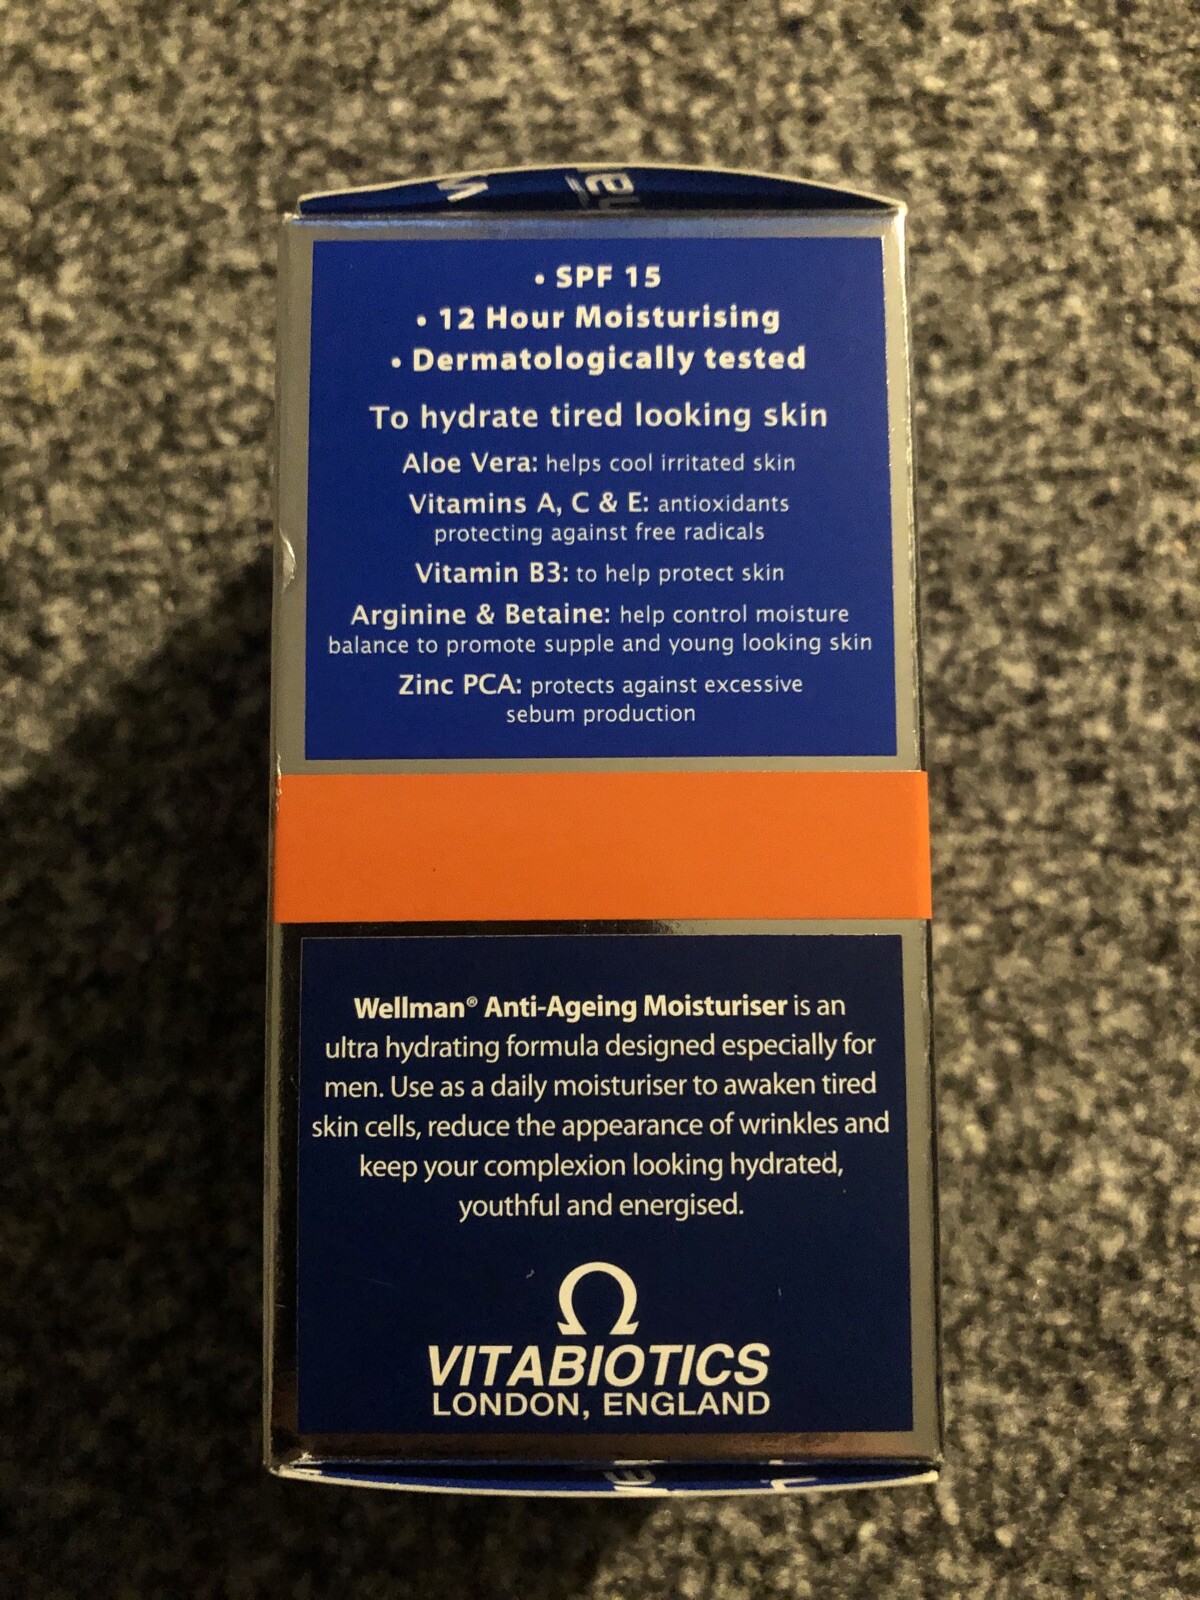 • SPF 15
• 12 Hour Moisturising
• Dermatologically tested
To hydrate tired looking skin
Aloe Vera: helps cool irritated skin
Vitamins A, C & E: antioxidants
protecting against free radicals
Vitamin B3: to help protect skin
Arginine & Betaine: help control moisture
balance to promote supple and young looking skin
Zinc PCA: protects against excessive
sebum production
Wellman® Anti-Ageing Moisturiser is an
ultra hydrating formula designed especially for
men. Use as a daily moisturiser to awaken tired
skin cells, reduce the appearance of wrinkles and
keep your complexion looking hydrated,
youthful and energised.
VITABIOTICS
LONDON, ENGLAND